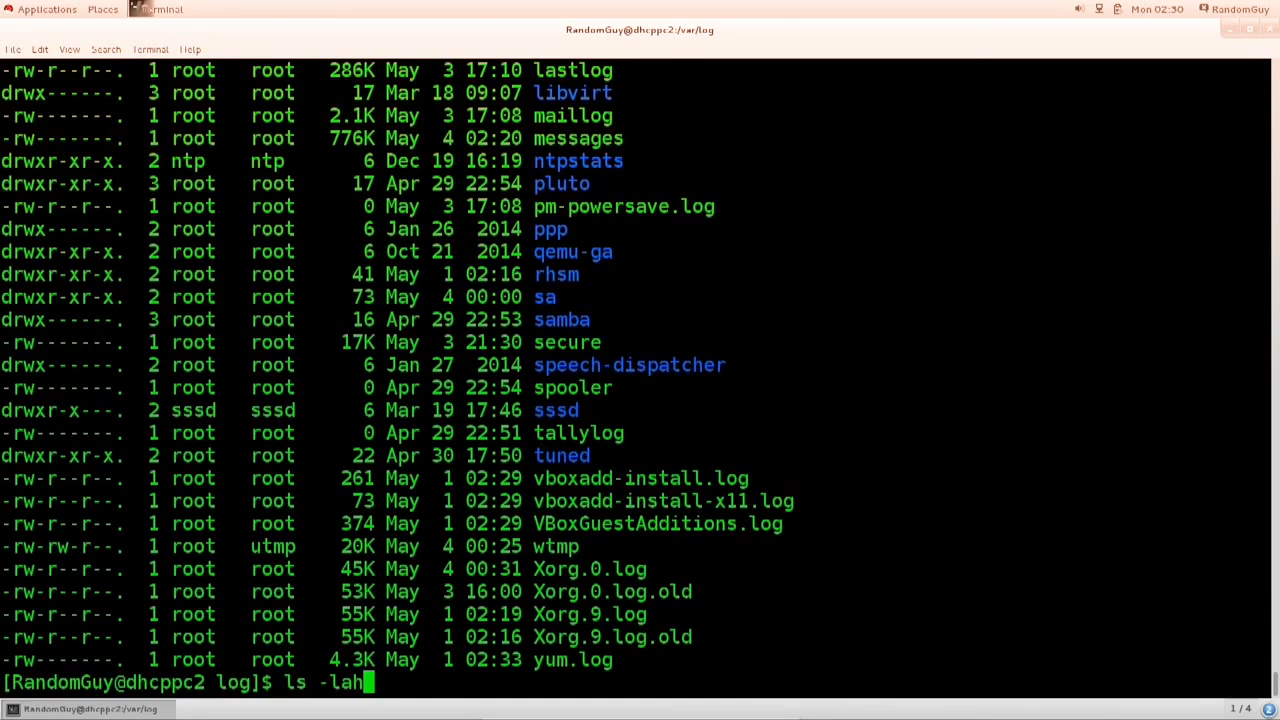 Applications Places Terminal Mon 02:30 RandomGuy
RandomGuy@dhcppc2:/var/log
File Edit View Search Terminal Help
-rw-r--r--. 1 root root 286K May 3 17:10 lastlog
drwx------. 3 root root 17 Mar 18 09:07 libvirt
-rw-------. 1 root root 2.1K May 3 17:08 maillog
-rw-------. 1 root root 776K May 4 02:20 messages
drwxr-xr-x. 2 ntp ntp 6 Dec 19 16:19 ntpstats
drwxr-xr-x. 3 root root 17 Apr 29 22:54 pluto
-rw-r--r--. 1 root root 0 May 3 17:08 pm-powersave.log
drwx------. 2 root root 6 Jan 26 2014 ppp
drwxr-xr-x. 2 root root 6 Oct 21 2014 qemu-ga
drwxr-xr-x. 2 root root 41 May 1 02:16 rhsm
drwxr-xr-x. 2 root root 73 May 4 00:00 sa
drwx------. 3 root root 16 Apr 29 22:53 samba
-rw-------. 1 root root 17K May 3 21:30 secure
drwx------. 2 root root 6 Jan 27 2014 speech-dispatcher
-rw-------. 1 root root 0 Apr 29 22:54 spooler
drwxr-x---. 2 sssd sssd 6 Mar 19 17:46 sssd
-rw-------. 1 root root 0 Apr 29 22:51 tallylog
drwxr-xr-x. 2 root root 22 Apr 30 17:50 tuned
-rw-r--r--. 1 root root 261 May 1 02:29 vboxadd-install.log
-rw-r--r--. 1 root root 73 May 1 02:29 vboxadd-install-x11.log
-rw-r--r--. 1 root root 374 May 1 02:29 VBoxGuestAdditions.log
-rw-rw-r--. 1 root utmp 20K May 4 00:25 wtmp
-rw-r--r--. 1 root root 45K May 4 00:31 Xorg.0.log
-rw-r--r--. 1 root root 53K May 3 16:00 Xorg.0.log.old
-rw-r--r--. 1 root root 55K May 1 02:19 Xorg.9.log
-rw-r--r--. 1 root root 55K May 1 02:16 Xorg.9.log.old
-rw-------. 1 root root 4.3K May 1 02:33 yum.log
[RandomGuy@dhcppc2 log]$ ls -lah
RandomGuy@dhcppc2:/var/log 1 / 4 2